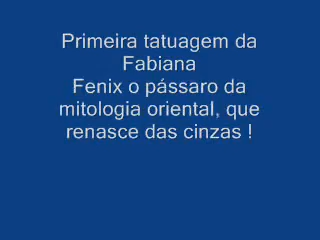 Primeira tatuagem da
Fabiana
Fenix o pássaro da
mitologia oriental, que
renasce das cinzas !